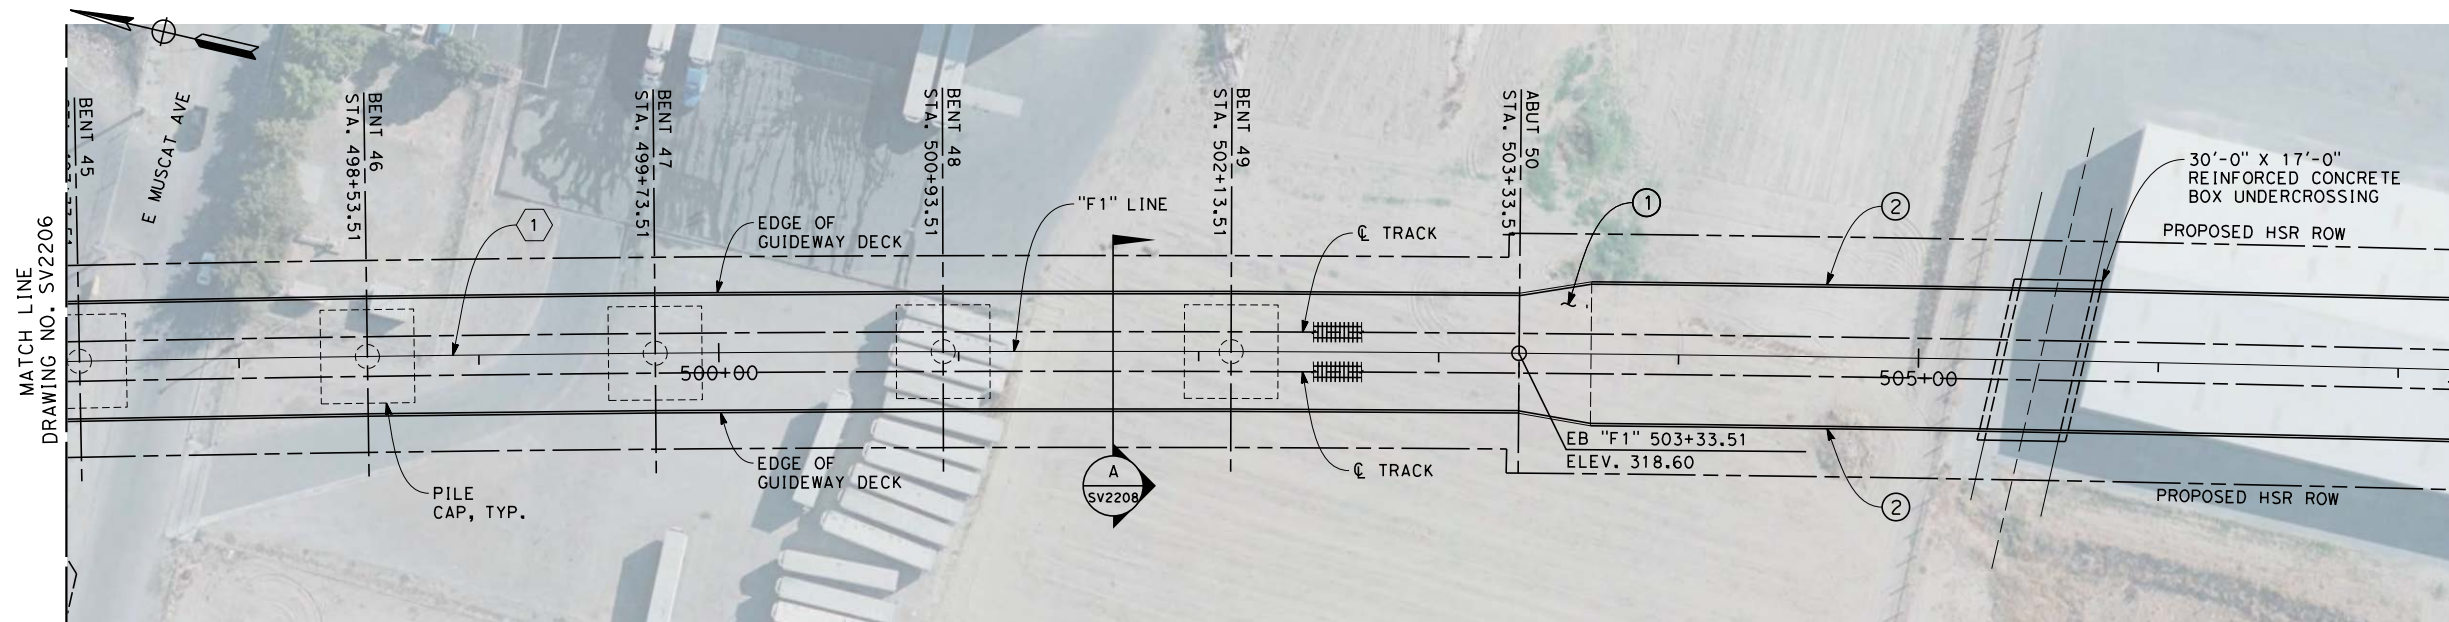 MATCH LINE
DRAWING NO. SV2206
BENT 45
E MUSCAT AVE
BENT 46
STA. 498+53.51
BENT 47
STA. 499+73.51
BENT 48
STA. 500+93.51
BENT 49
STA. 502+13.51
ABUT 50
STA. 503+33.51
1
EDGE OF
GUIDEWAY DECK
"F1" LINE
℄ TRACK
1
2
30'-0" X 17'-0"
REINFORCED CONCRETE
BOX UNDERCROSSING
PROPOSED HSR ROW
500+00
505+00
PILE
CAP, TYP.
EDGE OF
GUIDEWAY DECK
A
SV2208
℄ TRACK
EB "F1" 503+33.51
ELEV. 318.60
2
PROPOSED HSR ROW